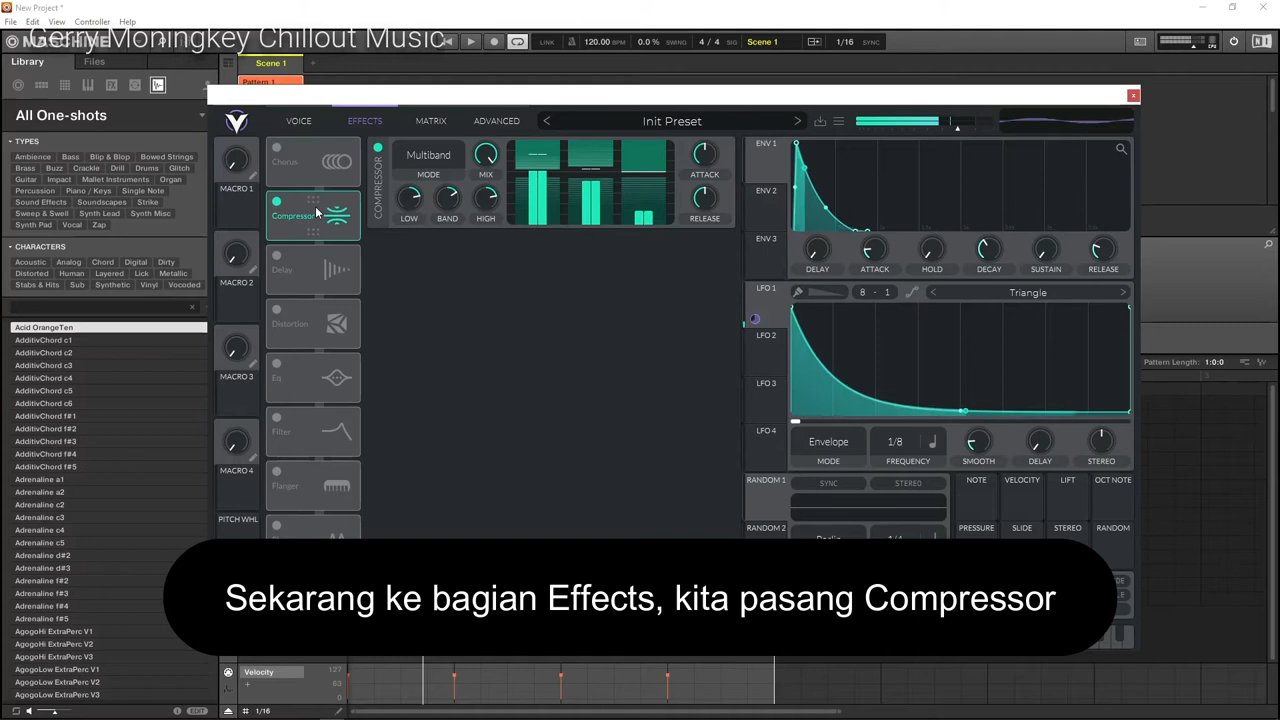 New Project *
File Edit View Controller Help
Gerry Moningkey Chillout Music
MASCHINE
LINK 120.00 BPM 0.0 % SWING 4 / 4 SIG Scene 1 1/16 SYNC
Library Files
Scene 1
Pattern 1
All One-shots
TYPES
Ambience Bass Blip & Blop Bowed Strings
Brass Buzz Crackle Drill Drums Glitch
Guitar Impact Mallet Instruments Organ
Percussion Piano / Keys Single Note
Sound Effects Soundscapes Stab
Sweep & Swell Synth Lead Synth Misc
Synth Pad Vocal Zap
CHARACTERS
Acoustic Analog Chord Digital Dirty
Distorted Human Layered Lick Metallic
Stabs & Hits Sub Synthetic Vinyl Vocoded
Acid OrangeTen
AdditivChord c1
AdditivChord c2
AdditivChord c3
AdditivChord c4
AdditivChord c5
AdditivChord c6
AdditivChord f#1
AdditivChord f#2
AdditivChord f#3
AdditivChord f#4
AdditivChord f#5
Adrenaline a1
Adrenaline a2
Adrenaline c2
Adrenaline c3
Adrenaline c4
Adrenaline c5
Adrenaline d#2
Adrenaline f#2
Adrenaline f#3
Adrenaline f#4
Adrenaline f#5
AgogoHi ExtraPerc V1
AgogoHi ExtraPerc V2
AgogoHi ExtraPerc V3
AgogoLow ExtraPerc V1
AgogoLow ExtraPerc V2
AgogoLow ExtraPerc V3
EDIT
VOICE EFFECTS MATRIX ADVANCED
Init Preset
MACRO 1
MACRO 2
MACRO 3
MACRO 4
PITCH WHL
Chorus
Compressor
Delay
Distortion
Eq
Filter
Flanger
COMPRESSOR
Multiband
MODE MIX ATTACK
LOW BAND HIGH RELEASE
ENV 1
ENV 2
ENV 3
DELAY ATTACK HOLD DECAY SUSTAIN RELEASE
LFO 1 8 - 1 Triangle
LFO 2
LFO 3
LFO 4
Envelope 1/8
MODE FREQUENCY SMOOTH DELAY STEREO
RANDOM 1 SYNC STEREO
NOTE VELOCITY LIFT OCT NOTE
RANDOM 2
PRESSURE SLIDE STEREO RANDOM
Pattern Length: 1:0:0
3
Sekarang ke bagian Effects, kita pasang Compressor
Velocity 127
63
0
1/16